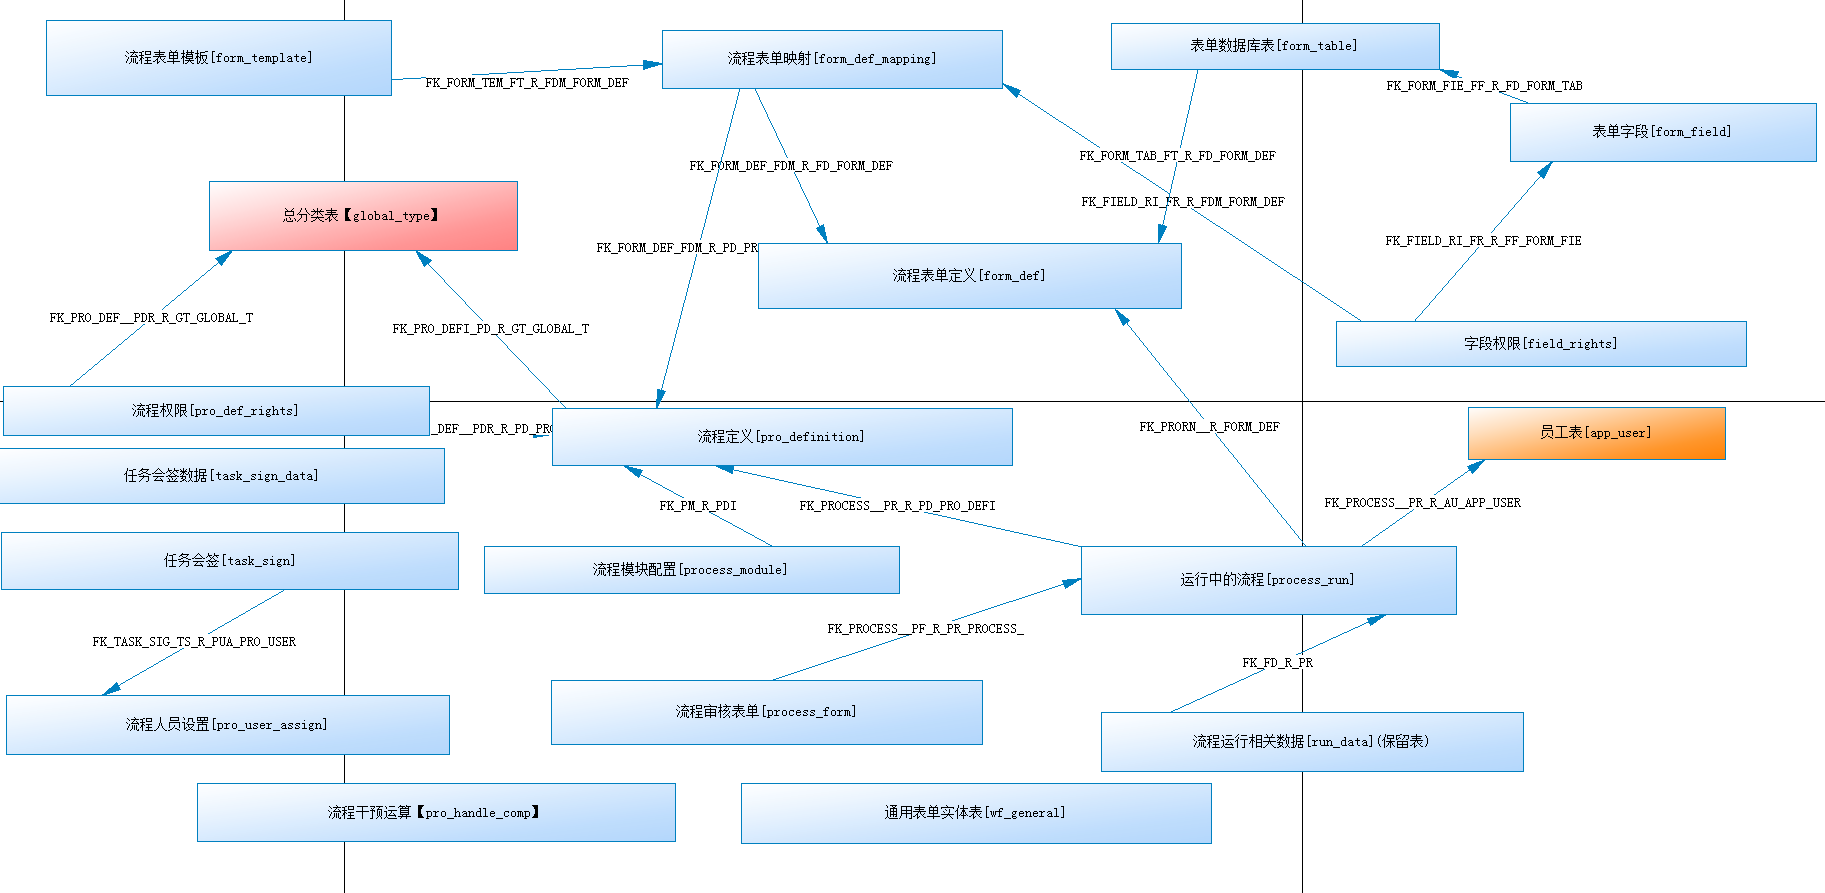 流程表单模板[form_template]
流程表单映射[form_def_mapping]
表单数据库表[form_table]
FK_FORM_TEM_FT_R_FDM_FORM_DEF
FK_FORM_FIE_FF_R_FD_FORM_TAB
表单字段[form_field]
FK_FORM_DEF_FDM_R_FD_FORM_DEF
FK_FORM_TAB_FT_R_FD_FORM_DEF
总分类表【global_type】
FK_FIELD_RI_FR_R_FDM_FORM_DEF
FK_FORM_DEF_FDM_R_PD_PR
FK_FIELD_RI_FR_R_FF_FORM_FIE
流程表单定义[form_def]
FK_PRO_DEF__PDR_R_GT_GLOBAL_T
FK_PRO_DEFI_PD_R_GT_GLOBAL_T
字段权限[field_rights]
流程权限[pro_def_rights]
_DEF__PDR_R_PD_PRO
流程定义[pro_definition]
FK_PRORN__R_FORM_DEF
员工表[app_user]
任务会签数据[task_sign_data]
FK_PM_R_PDI
FK_PROCESS__PR_R_PD_PRO_DEFI
FK_PROCESS__PR_R_AU_APP_USER
任务会签[task_sign]
流程模块配置[process_module]
运行中的流程[process_run]
FK_TASK_SIG_TS_R_PUA_PRO_USER
FK_PROCESS__PF_R_PR_PROCESS_
FK_FD_R_PR
流程人员设置[pro_user_assign]
流程审核表单[process_form]
流程运行相关数据[run_data](保留表)
流程干预运算【pro_handle_comp】
通用表单实体表[wf_general]